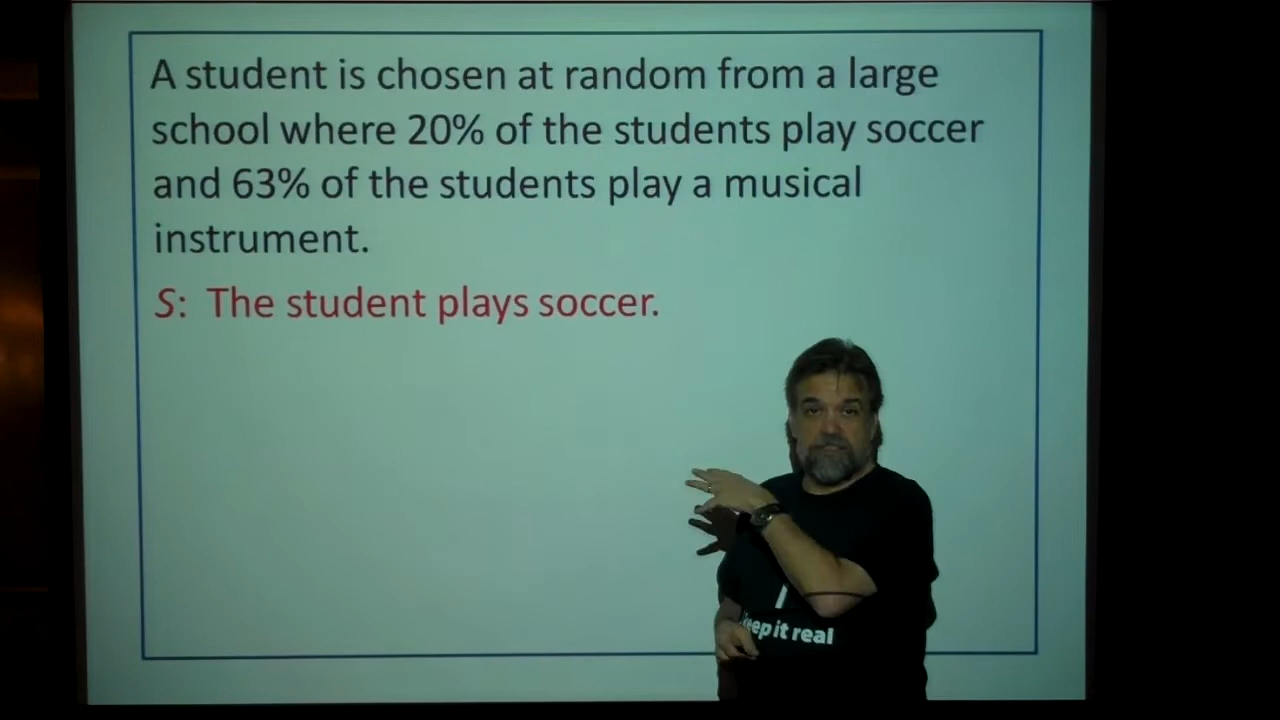 A student is chosen at random from a large
school where 20% of the students play soccer
and 63% of the students play a musical
instrument.
S: The student plays soccer.
keep it real